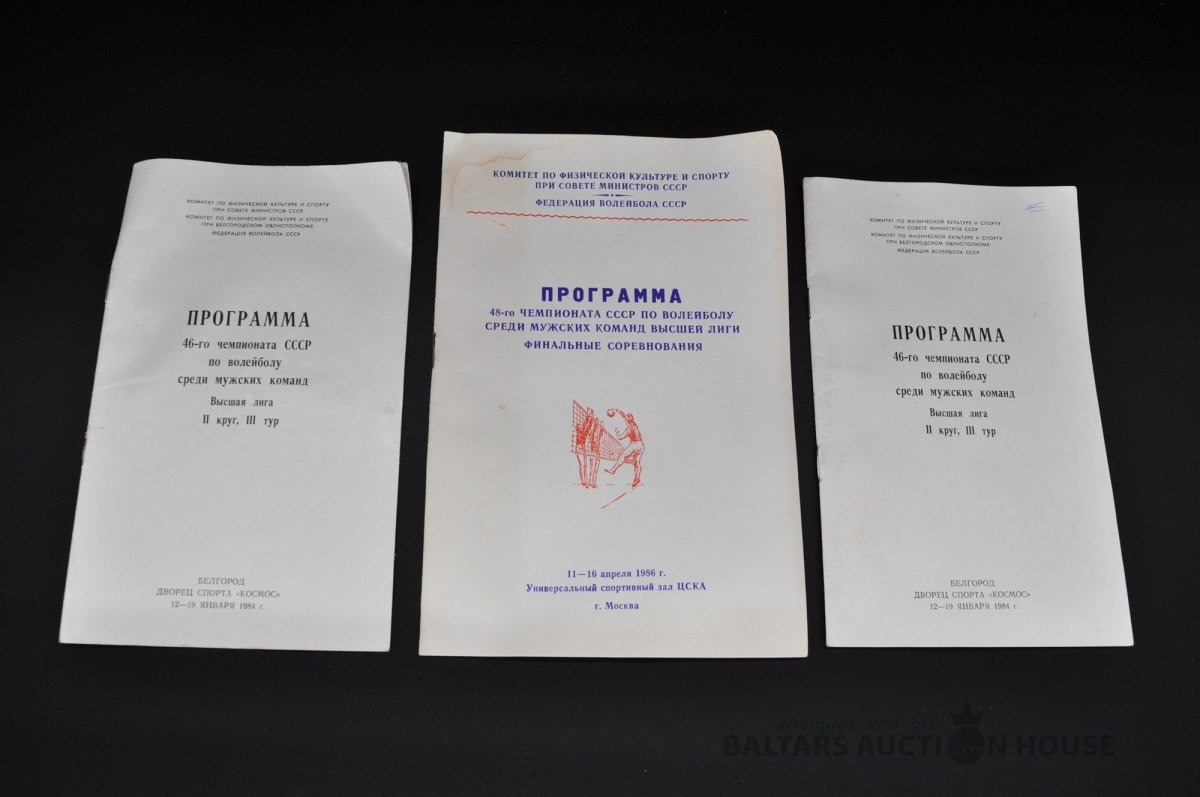 КОМИТЕТ ПО ФИЗИЧЕСКОЙ КУЛЬТУРЕ И СПОРТУ
ПРИ СОВЕТЕ МИНИСТРОВ СССР
КОМИТЕТ ПО ФИЗИЧЕСКОЙ КУЛЬТУРЕ И СПОРТУ
ПРИ БЕЛГОРОДСКОМ ОБЛИСПОЛКОМЕ
ФЕДЕРАЦИЯ ВОЛЕЙБОЛА СССР
ПРОГРАММА
46-го чемпионата СССР
по волейболу
среди мужских команд
Высшая лига
II круг, III тур
БЕЛГОРОД
ДВОРЕЦ СПОРТА «КОСМОС»
12—19 ЯНВАРЯ 1984 г.
КОМИТЕТ ПО ФИЗИЧЕСКОЙ КУЛЬТУРЕ И СПОРТУ
ПРИ СОВЕТЕ МИНИСТРОВ СССР
ФЕДЕРАЦИЯ ВОЛЕЙБОЛА СССР
ПРОГРАММА
48-го ЧЕМПИОНАТА СССР ПО ВОЛЕЙБОЛУ
СРЕДИ МУЖСКИХ КОМАНД ВЫСШЕЙ ЛИГИ
ФИНАЛЬНЫЕ СОРЕВНОВАНИЯ
11—16 апреля 1986 г.
Универсальный спортивный зал ЦСКА
г. Москва
КОМИТЕТ ПО ФИЗИЧЕСКОЙ КУЛЬТУРЕ И СПОРТУ
ПРИ СОВЕТЕ МИНИСТРОВ СССР
КОМИТЕТ ПО ФИЗИЧЕСКОЙ КУЛЬТУРЕ И СПОРТУ
ПРИ БЕЛГОРОДСКОМ ОБЛИСПОЛКОМЕ
ФЕДЕРАЦИЯ ВОЛЕЙБОЛА СССР
ПРОГРАММА
46-го чемпионата СССР
по волейболу
среди мужских команд
Высшая лига
II круг, III тур
БЕЛГОРОД
ДВОРЕЦ СПОРТА «КОСМОС»
12—19 ЯНВАРЯ 1984 г.
antiques and art
BALTARS AUCTION HOUSE